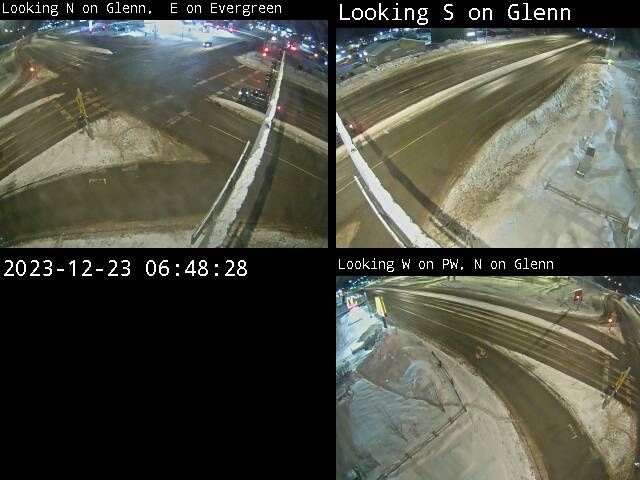 Looking N on Glenn,  E on Evergreen
Looking S on Glenn
2023-12-23 06:48:28
Looking W on PW, N on Glenn